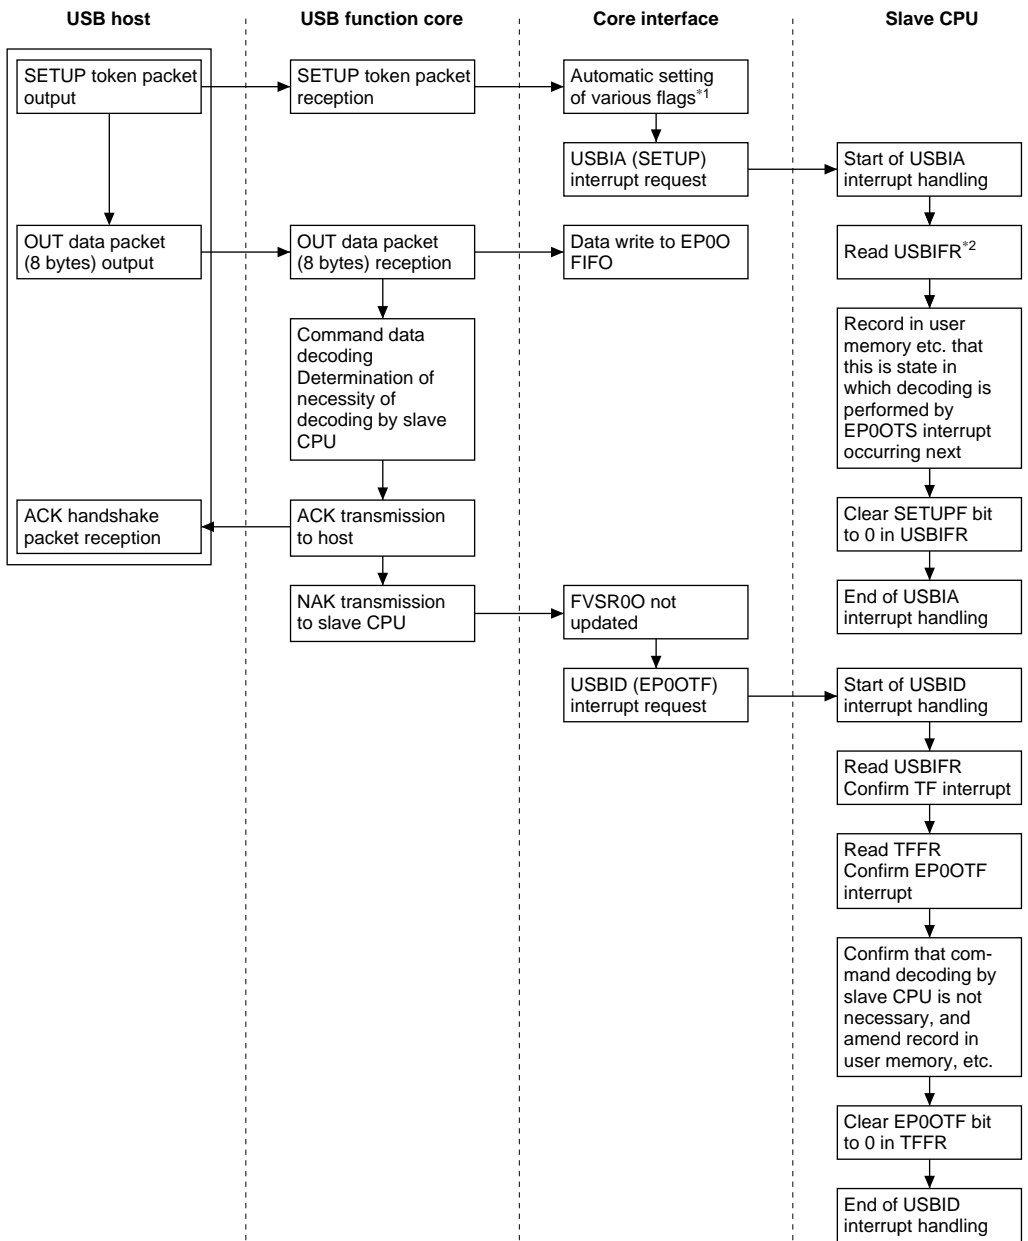 USB host
USB function core
Core interface
Slave CPU
SETUP token packet
output
SETUP token packet
reception
Automatic setting
of various flags*1
USBIA (SETUP)
interrupt request
Start of USBIA
interrupt handling
OUT data packet
(8 bytes) output
OUT data packet
(8 bytes) reception
Data write to EP0O
FIFO
Read USBIFR*2
Command data
decoding
Determination of
necessity of
decoding by slave
CPU
Record in user
memory etc. that
this is state in
which decoding is
performed by
EP0OTS interrupt
occurring next
ACK handshake
packet reception
ACK transmission
to host
Clear SETUPF bit
to 0 in USBIFR
NAK transmission
to slave CPU
FVSR0O not
updated
End of USBIA
interrupt handling
USBID (EP0OTF)
interrupt request
Start of USBID
interrupt handling
Read USBIFR
Confirm TF interrupt
Read TFFR
Confirm EP0OTF
interrupt
Confirm that com-
mand decoding by
slave CPU is not
necessary, and
amend record in
user memory, etc.
Clear EP0OTF bit
to 0 in TFFR
End of USBID
interrupt handling